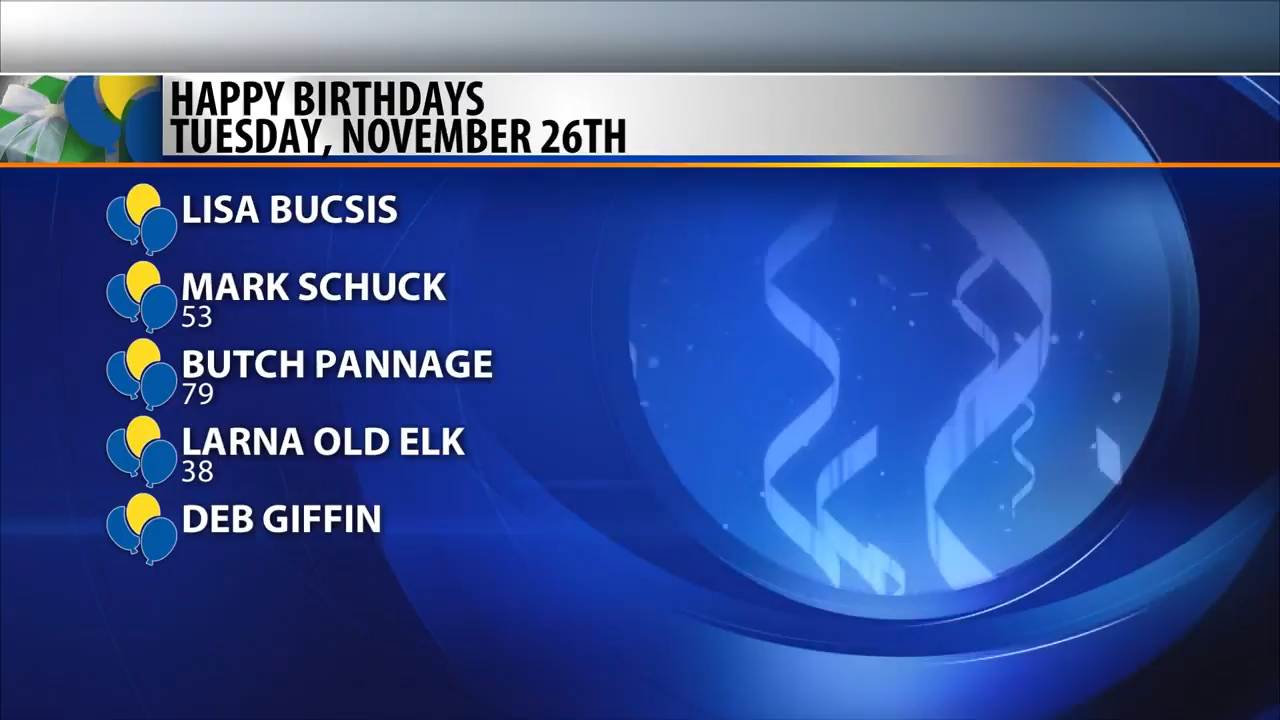 HAPPY BIRTHDAYS
TUESDAY, NOVEMBER 26TH
LISA BUCSIS
MARK SCHUCK
53
BUTCH PANNAGE
79
LARNA OLD ELK
38
DEB GIFFIN